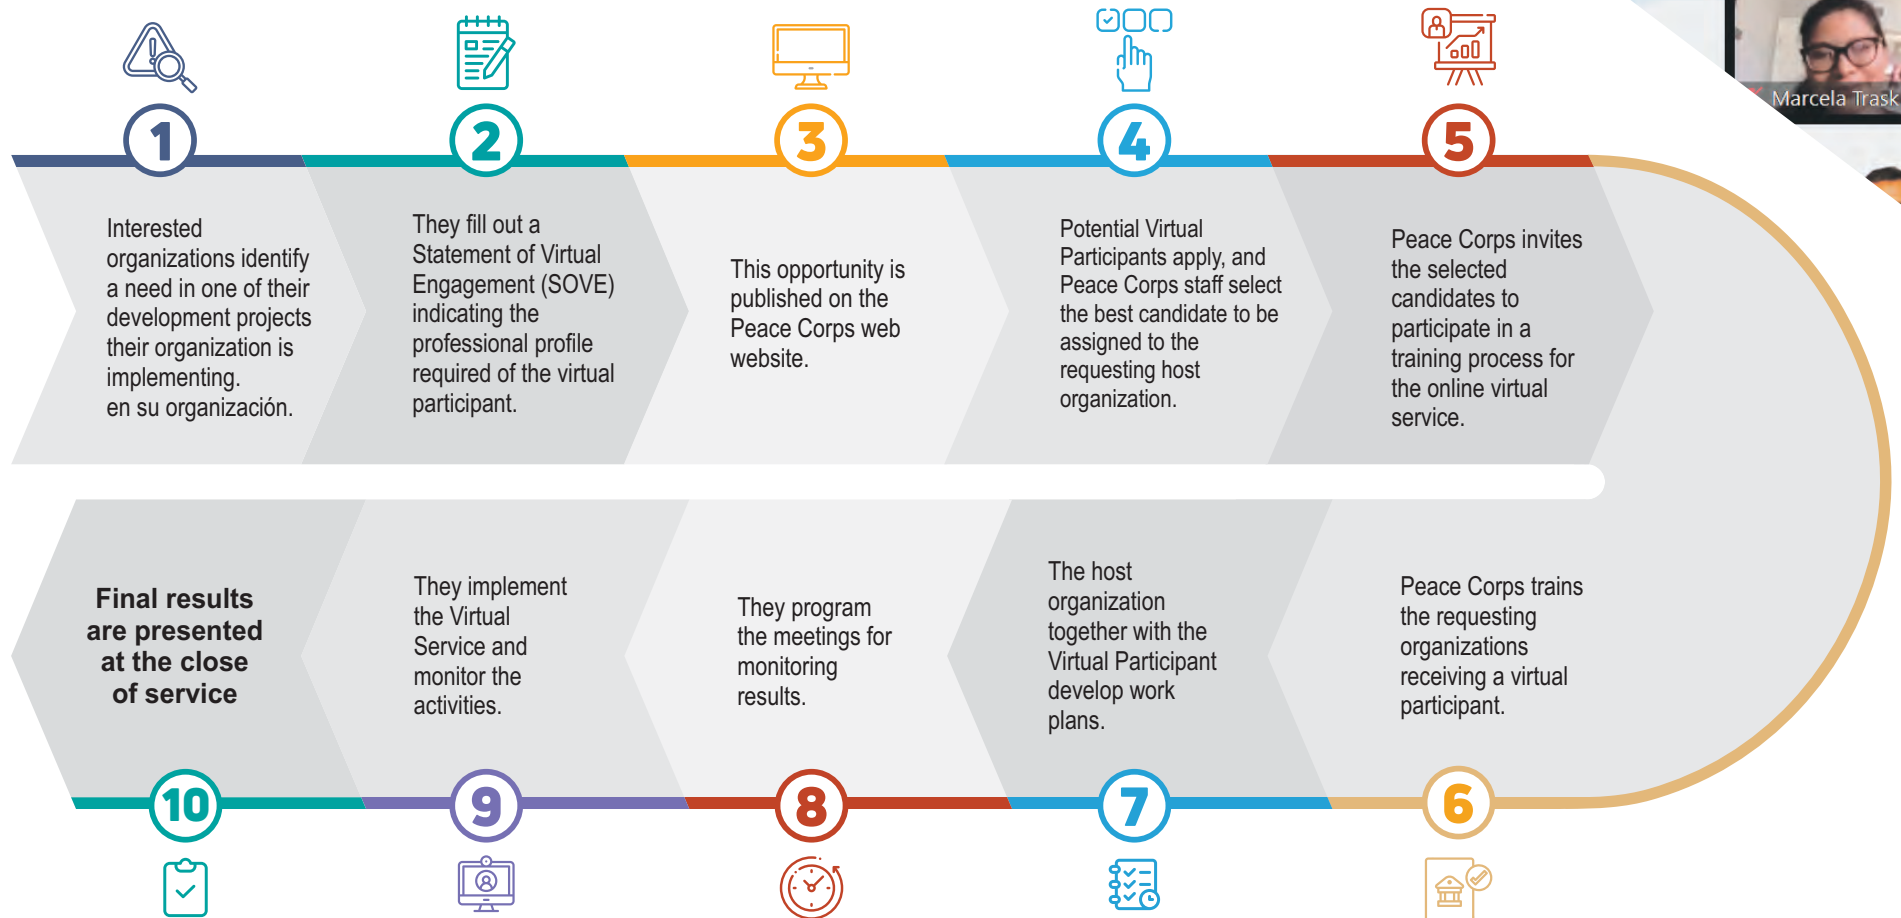 1
Interested
organizations identify
a need in one of their
development projects
their organization is
implementing.
en su organización.
2
They fill out a
Statement of Virtual
Engagement (SOVE)
indicating the
professional profile
required of the virtual
participant.
3
This opportunity is
published on the
Peace Corps web
website.
4
Potential Virtual
Participants apply, and
Peace Corps staff select
the best candidate to be
assigned to the
requesting host
organization.
5
Peace Corps invites
the selected
candidates to
participate in a
training process for
the online virtual
service.
Marcela Trask
Peace Corps trains
the requesting
organizations
receiving a virtual
participant.
6
The host
organization
together with the
Virtual Participant
develop work
plans.
7
They program
the meetings for
monitoring
results.
8
They implement
the Virtual
Service and
monitor the
activities.
9
Final results
are presented
at the close
of service
10